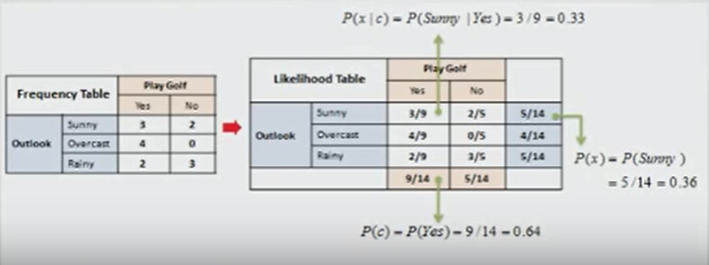 P(x | c) = P(Sunny | Yes) = 3 / 9 = 0.33
Frequency Table
Play Golf
Yes No
Outlook
Sunny 3 2
Overcast 4 0
Rainy 2 3
Likelihood Table
Play Golf
Yes No
Outlook
Sunny 3/9 2/5 5/14
Overcast 4/9 0/5 4/14
Rainy 2/9 3/5 5/14
9/14 5/14
P(x) = P(Sunny )
= 5 / 14 = 0.36
P(c) = P(Yes) = 9 / 14 = 0.64